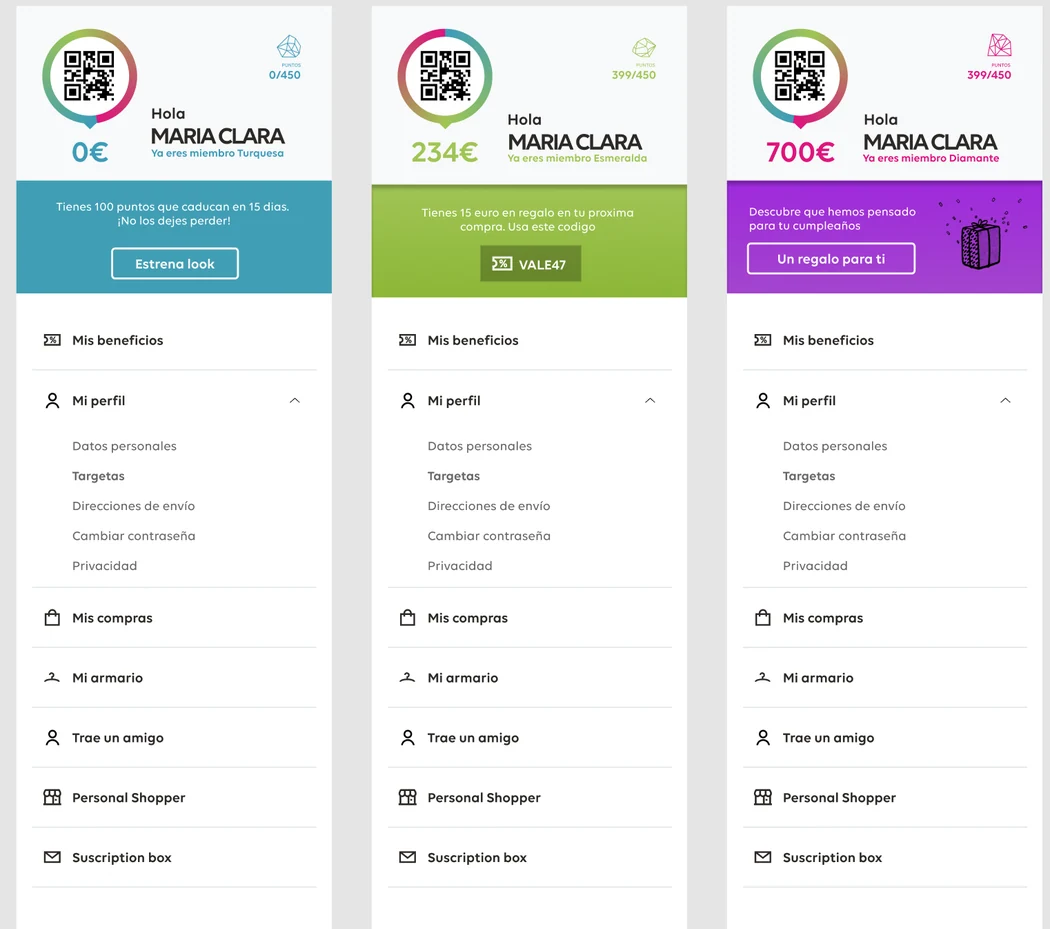 PUNTOS
0/450
Hola
MARIA CLARA
0€
Ya eres miembro Turquesa
Tienes 100 puntos que caducan en 15 dias.
¡No los dejes perder!
Estrena look
Mis beneficios
Mi perfil
Datos personales
Targetas
Direcciones de envío
Cambiar contraseña
Privacidad
Mis compras
Mi armario
Trae un amigo
Personal Shopper
Suscription box
PUNTOS
399/450
Hola
MARIA CLARA
234€
Ya eres miembro Esmeralda
Tienes 15 euro en regalo en tu proxima
compra. Usa este codigo
% VALE47
Mis beneficios
Mi perfil
Datos personales
Targetas
Direcciones de envío
Cambiar contraseña
Privacidad
Mis compras
Mi armario
Trae un amigo
Personal Shopper
Suscription box
PUNTOS
399/450
Hola
MARIA CLARA
700€
Ya eres miembro Diamante
Descubre que hemos pensado
para tu cumpleaños
Un regalo para ti
Mis beneficios
Mi perfil
Datos personales
Targetas
Direcciones de envío
Cambiar contraseña
Privacidad
Mis compras
Mi armario
Trae un amigo
Personal Shopper
Suscription box